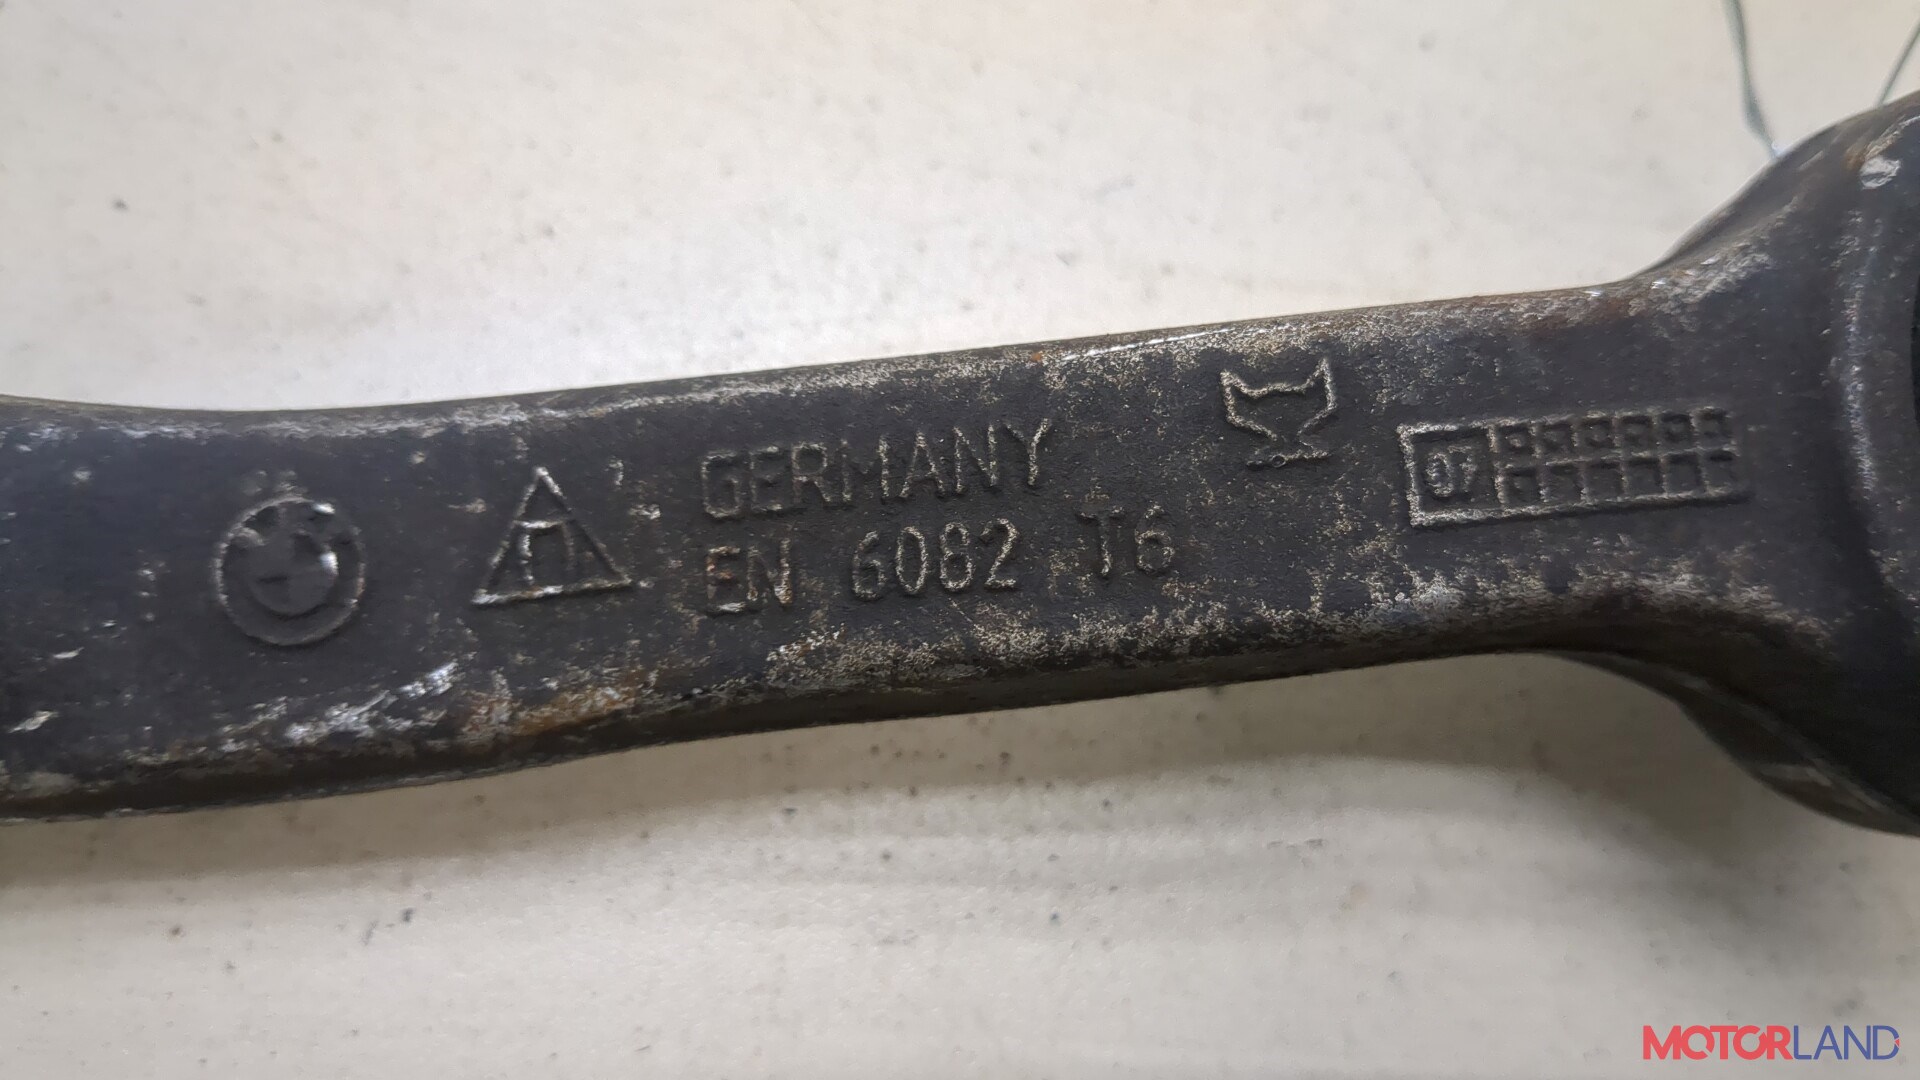 GERMANY
EN 6082 T6
07
MOTORLAND